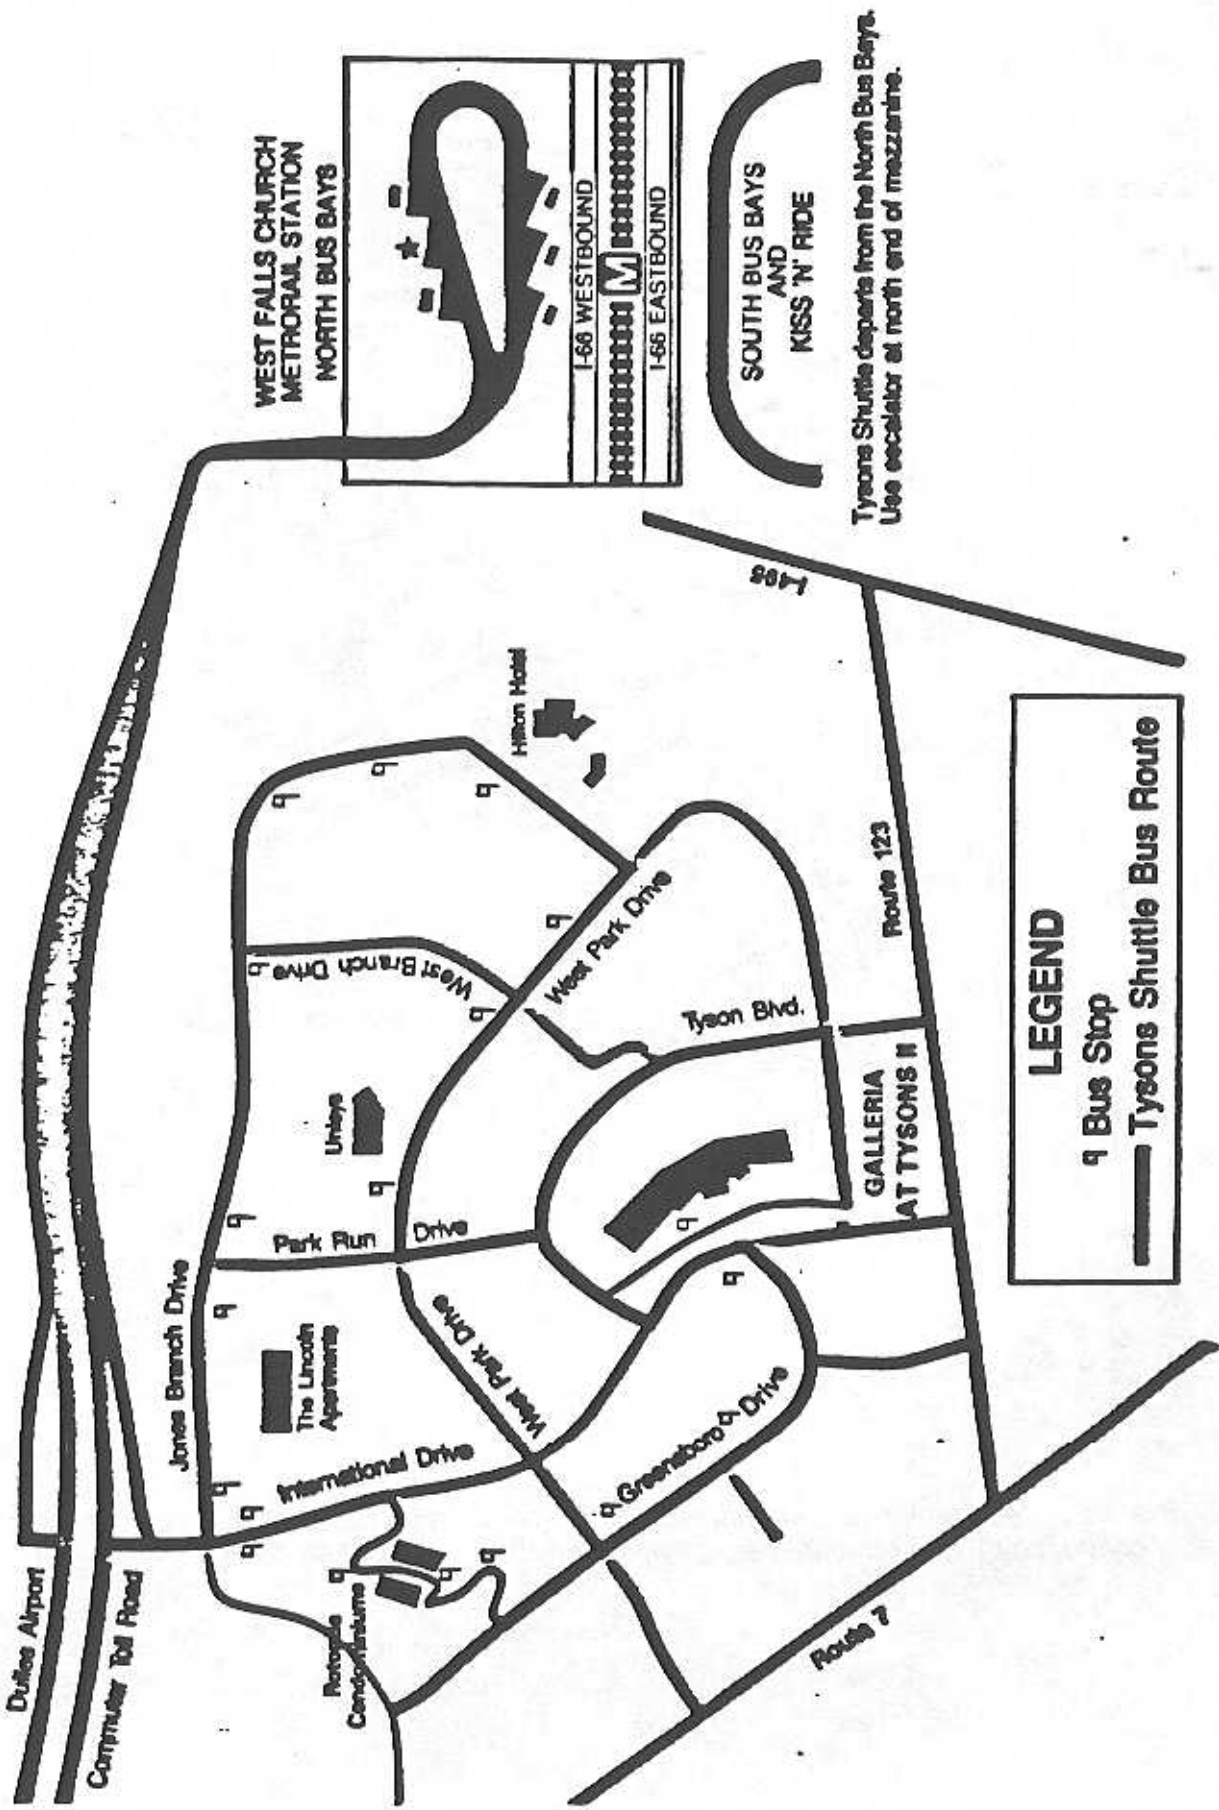 WEST FALLS CHURCH
METRORAIL STATION
NORTH BUS BAYS
I-66 WESTBOUND
M
I-66 EASTBOUND
SOUTH BUS BAYS
AND
KISS 'N' RIDE
Tysons Shuttle departs from the North Bus Bays.
Use escalator at north end of mezzanine.
Dulles Airport
Commuter Toll Road
Jones Branch Drive
The Lincoln
Apartments
International Drive
Rotonda
Condominiums
Park Run
Drive
Unisys
West Branch Drive
West Park Drive
Hilton Hotel
I-495
West Park Drive
Tyson Blvd.
Route 123
GALLERIA
AT TYSONS II
Greensboro Drive
Route 7
LEGEND
Bus Stop
Tysons Shuttle Bus Route